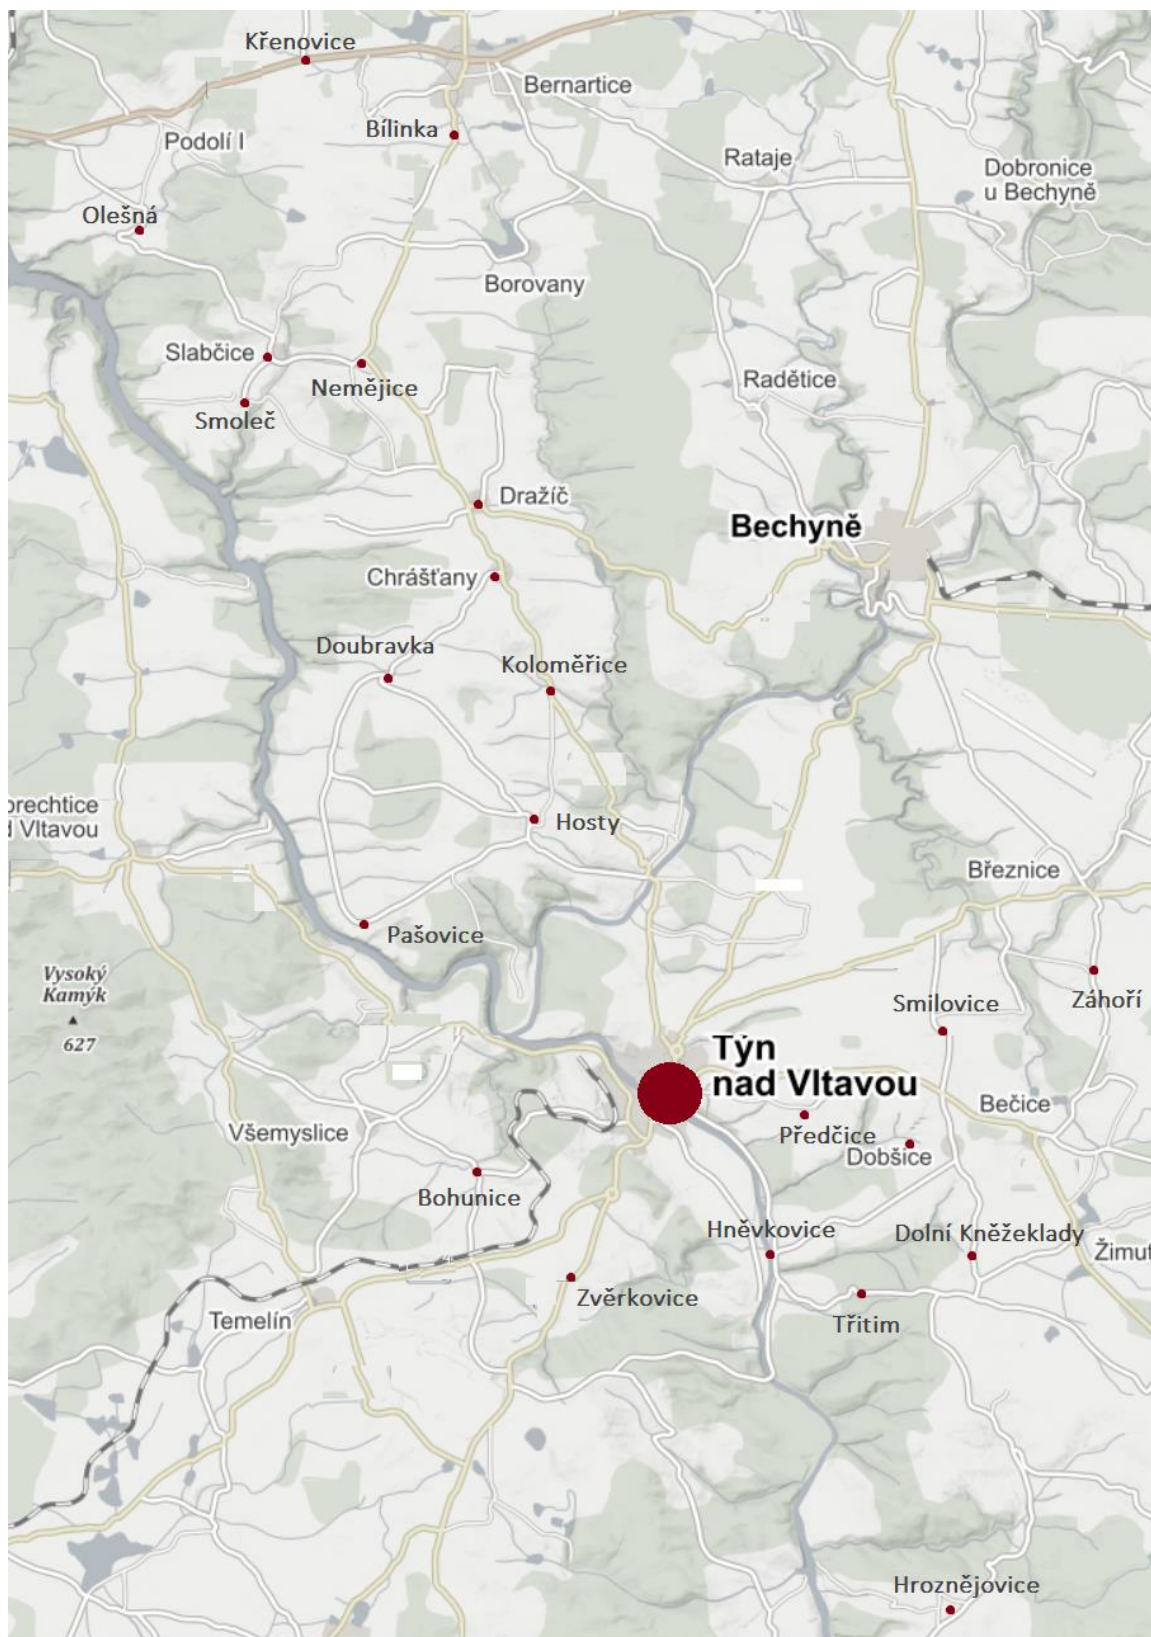 Křenovice
Bernartice
Bílinka
Podolí I
Rataje
Dobronice
u Bechyně
Olešná
Borovany
Slabčice
Radětice
Nemějice
Smoleč
Dražíč
Bechyně
Chrášťany
Doubravka
Koloměřice
prechtice
d Vltavou
Hosty
Březnice
Pašovice
Vysoký
Kamýk
627
Smilovice
Záhoří
Týn
nad Vltavou
Bečice
Všemyslice
Předčice
Dobšice
Bohunice
Hněvkovice
Dolní Kněžeklady
Žimut
Zvěrkovice
Temelín
Třitim
Hroznějovice